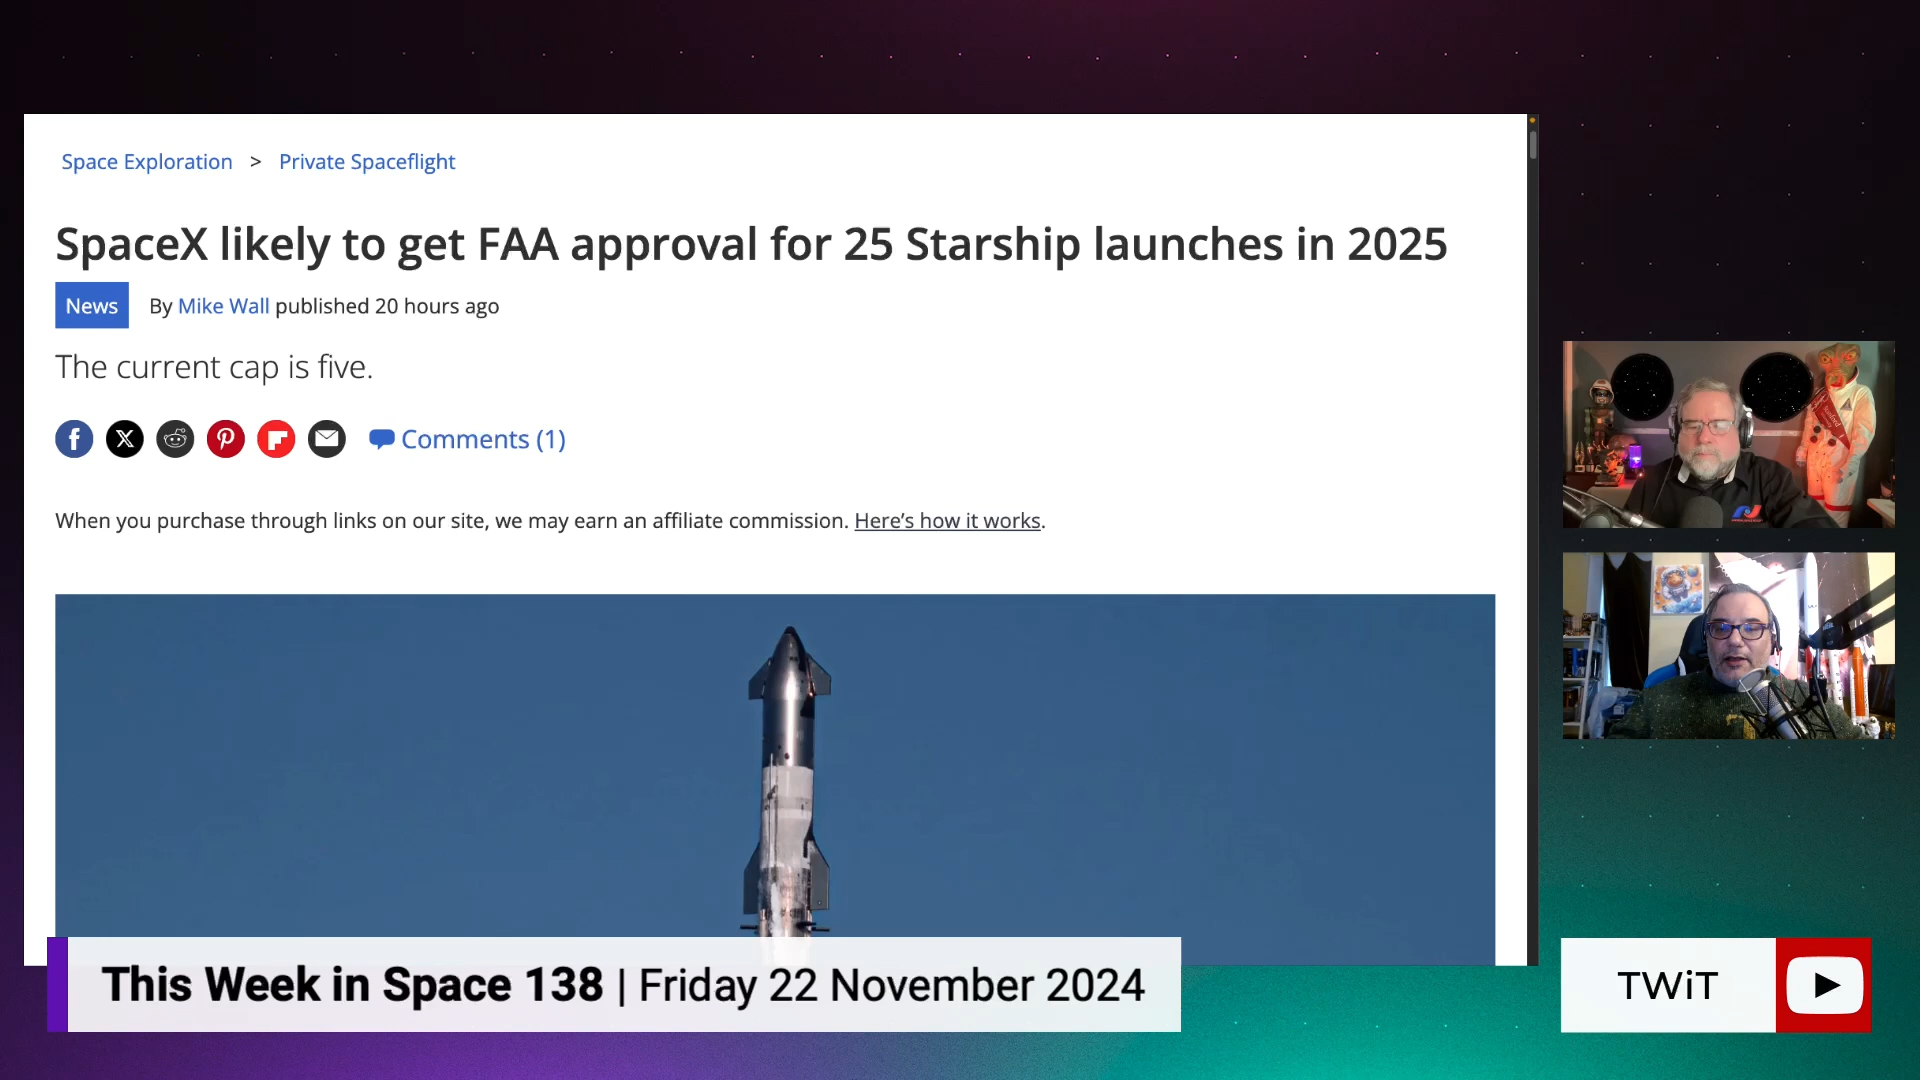 Space Exploration > Private Spaceflight
SpaceX likely to get FAA approval for 25 Starship launches in 2025
News By Mike Wall published 20 hours ago
The current cap is five.
Comments (1)
When you purchase through links on our site, we may earn an affiliate commission. Here’s how it works.
This Week in Space 138 | Friday 22 November 2024
TWiT